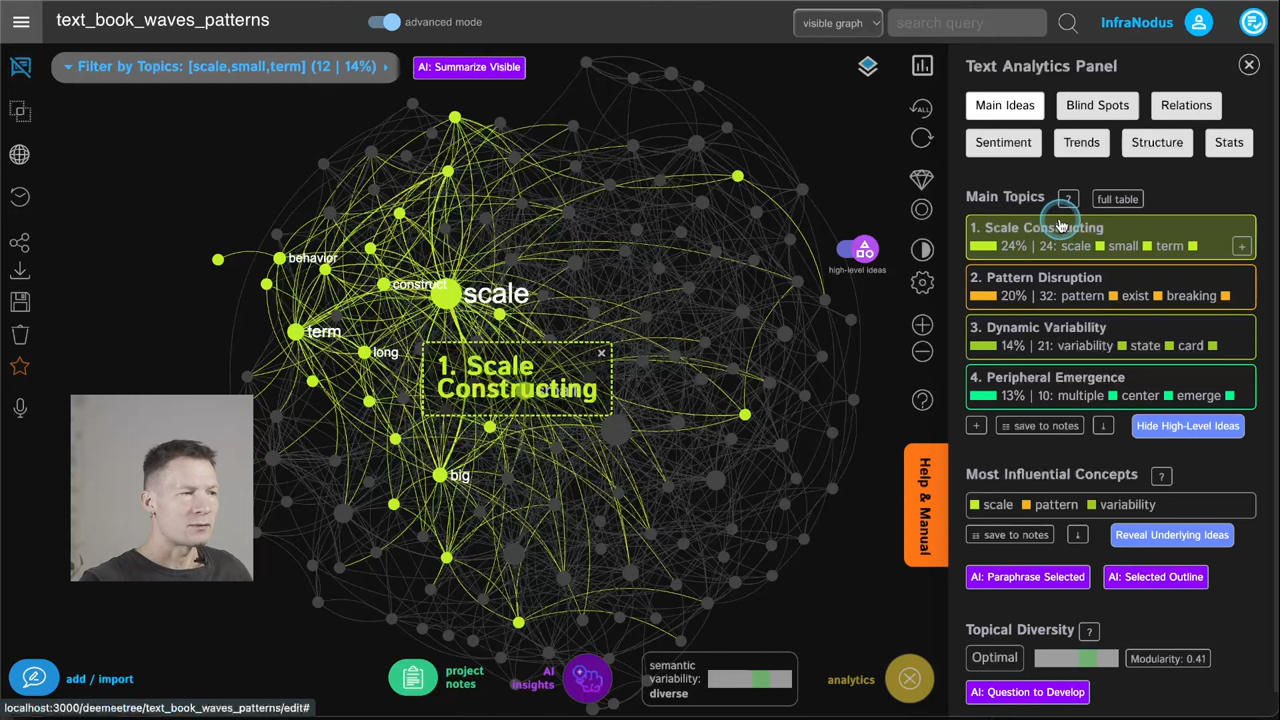 text_book_waves_patterns
advanced mode
visible graph
search query
InfraNodus
Filter by Topics: [scale,small,term] (12 | 14%)
AI: Summarize Visible
behavior
construct
scale
term
long
1. Scale
Constructing
small
big
high-level ideas
Help & Manual
Text Analytics Panel
Main Ideas
Blind Spots
Relations
Sentiment
Trends
Structure
Stats
Main Topics
?
full table
1. Scale Constructing
24% | 24: scale small term
+
2. Pattern Disruption
20% | 32: pattern exist breaking
3. Dynamic Variability
14% | 21: variability state card
4. Peripheral Emergence
13% | 10: multiple center emerge
+
save to notes
↓
Hide High-Level Ideas
Most Influential Concepts
?
scale pattern variability
save to notes
↓
Reveal Underlying Ideas
AI: Paraphrase Selected
AI: Selected Outline
Topical Diversity
?
Optimal
Modularity: 0.41
AI: Question to Develop
add / import
project
notes
AI
insights
semantic
variability:
diverse
analytics
localhost:3000/deemeetree/text_book_waves_patterns/edit#